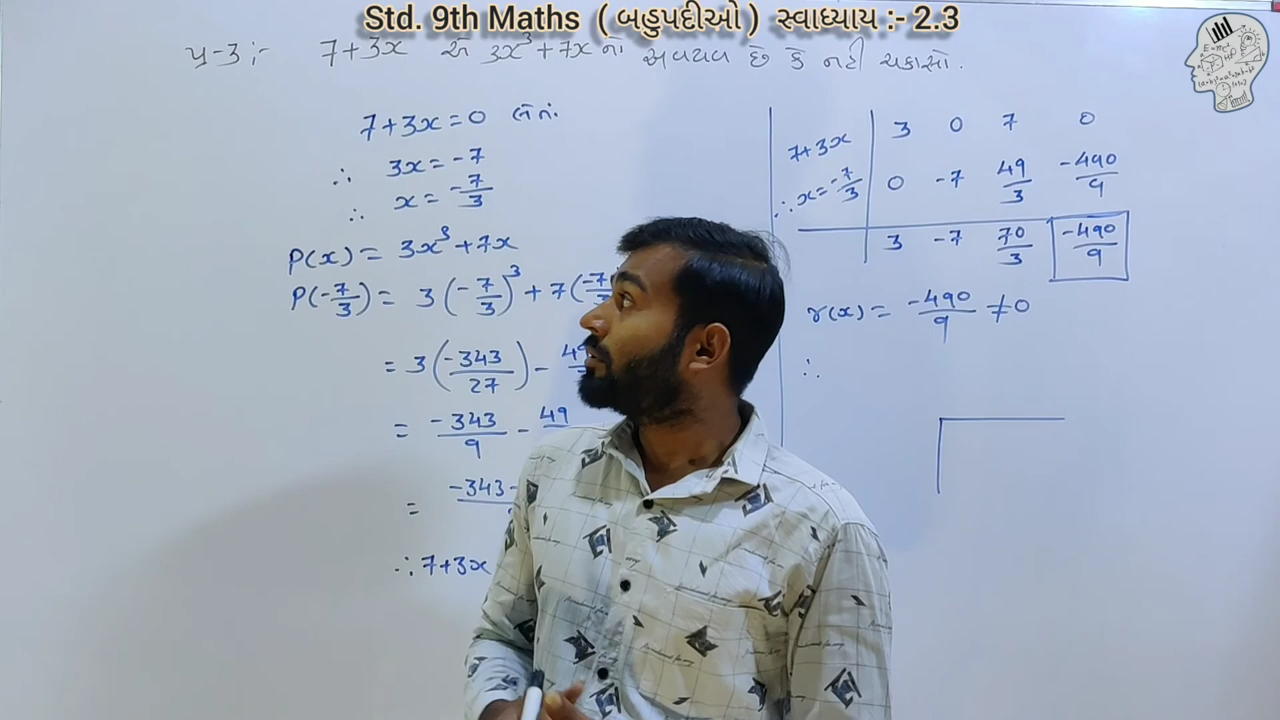 Std. 9th Maths ( બહુપદીઓ ) સ્વાધ્યાય :- 2.3
પ્ર-3:- 7+3x એ 3x³+7x નો અવયવ છે કે નહી ચકાસો.
7+3x=0 લેતાં
∴ 3x=-7
∴ x=-7/3
P(x) = 3x³+7x
P(-7/3) = 3(-7/3)³ + 7(-7/3
= 3(-343/27) - 49
= -343/9 - 49
= -343-
∴ 7+3x
7+3x | 3 0 7 0
∴ x=-7/3 | 0 -7 49/3 -490/9
3 -7 70/3 -490/9
r(x) = -490/9 ≠0
∴